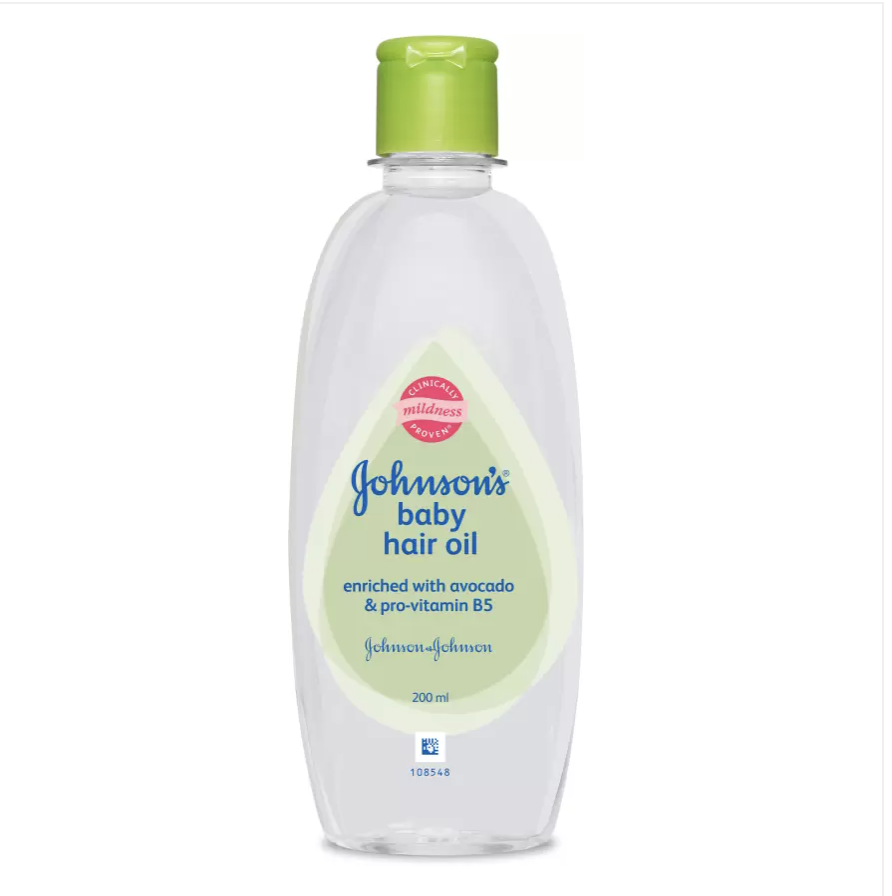 CLINICALLY
mildness
PROVEN®
Johnson's®
baby
hair oil
enriched with avocado
& pro-vitamin B5
Johnson & Johnson
200 ml
108548